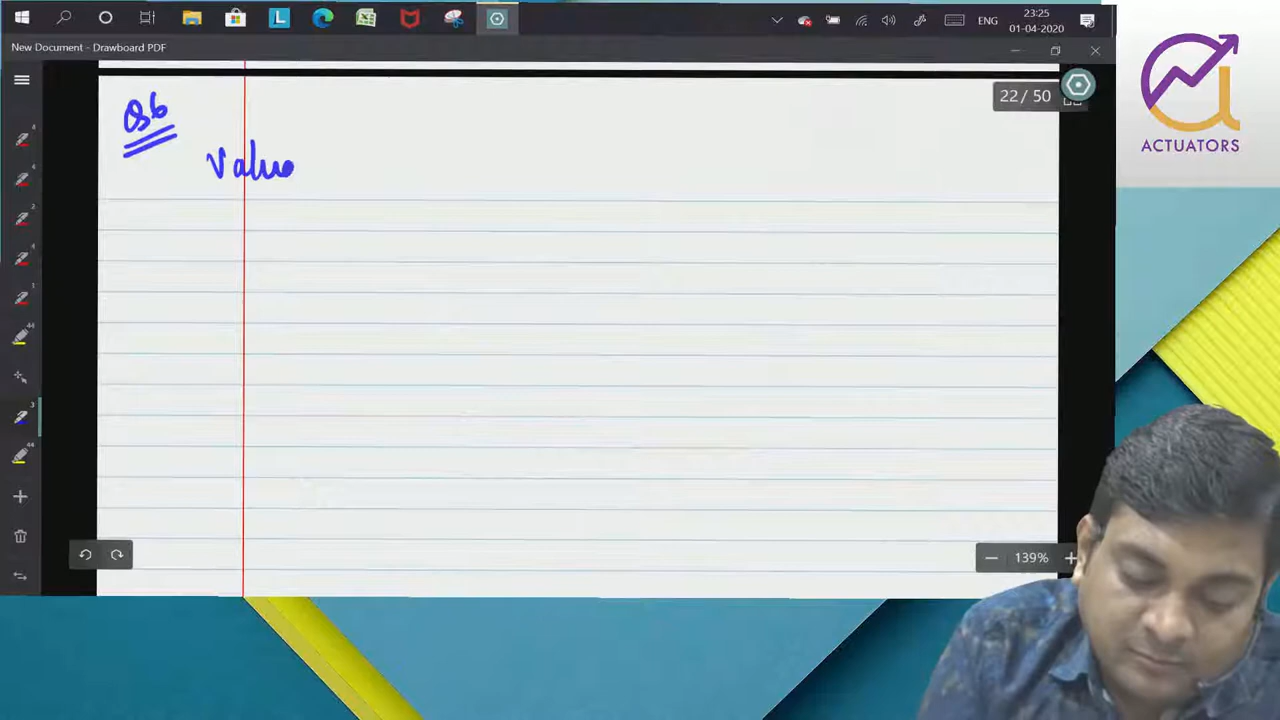 ENG
23:25
01-04-2020
New Document - Drawboard PDF
22 / 50
Q6
Value
ACTUATORS
139%